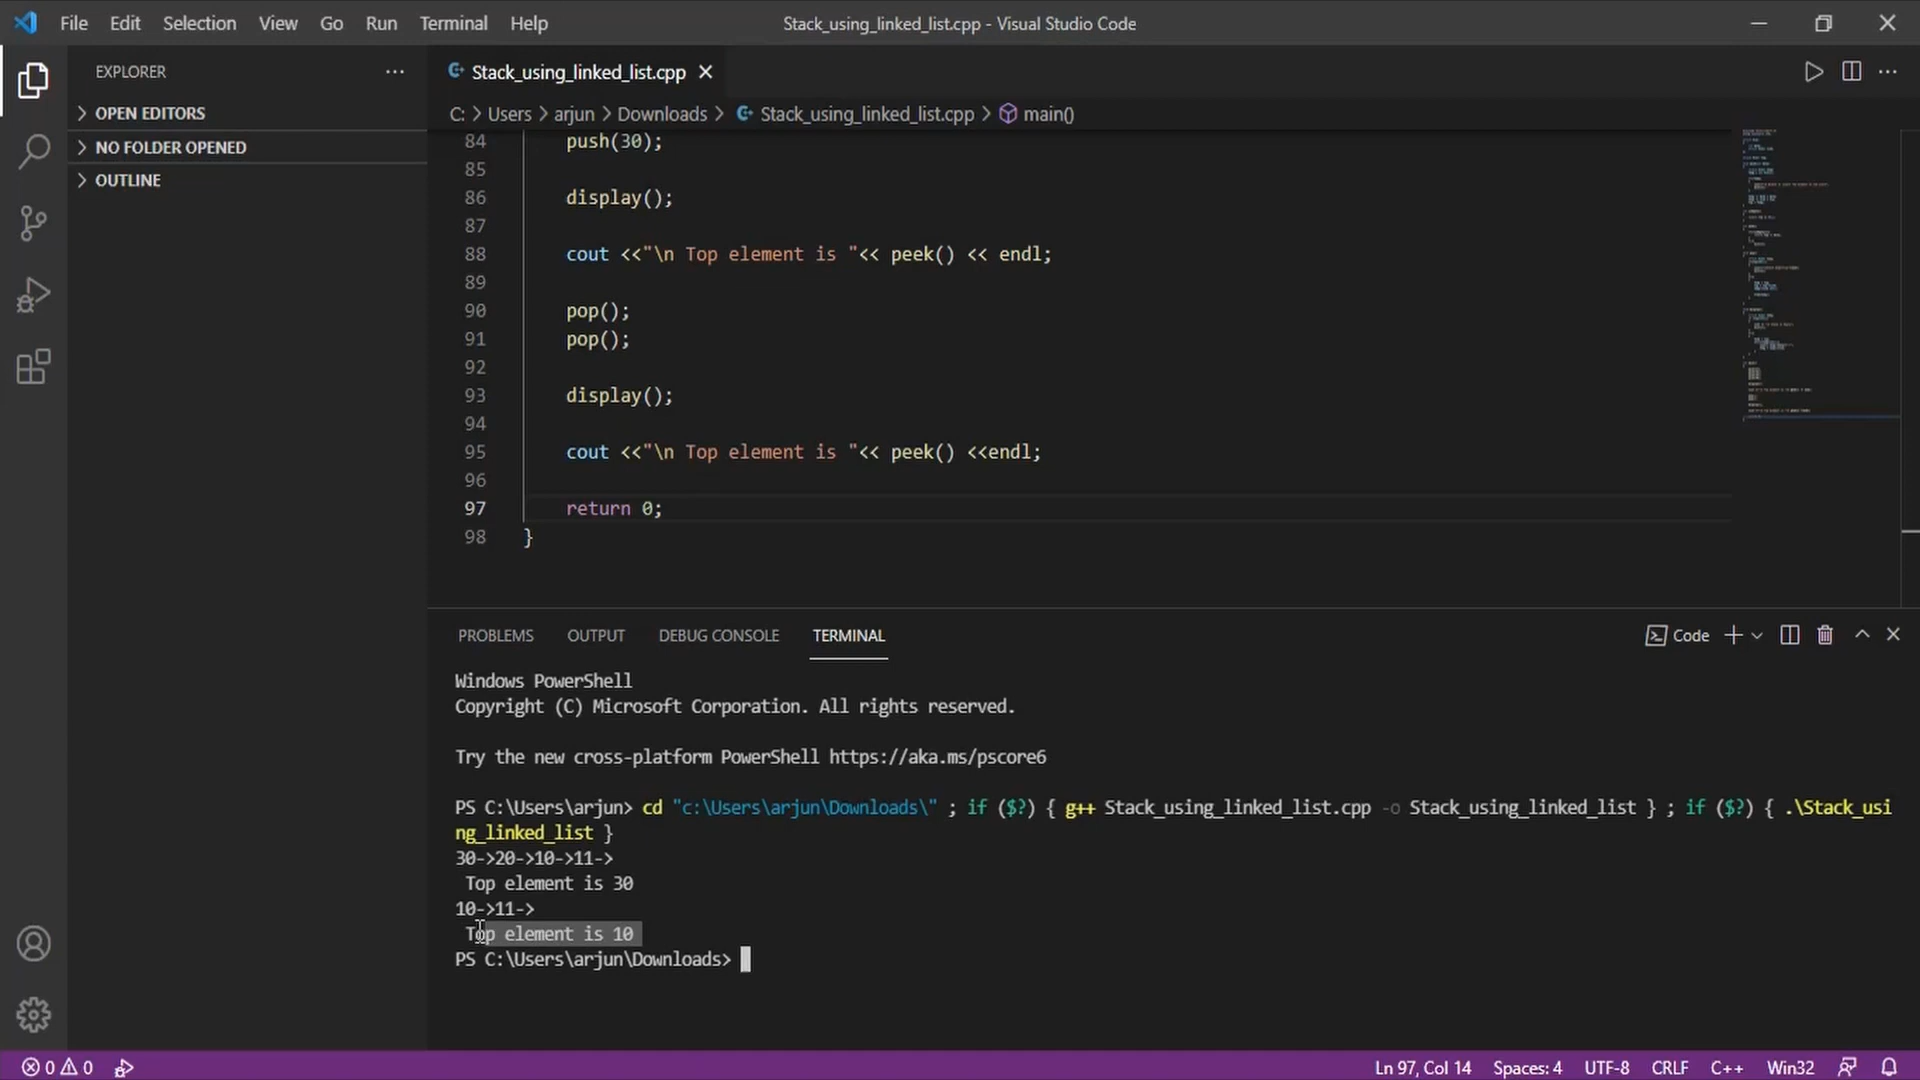 File Edit Selection View Go Run Terminal Help Stack_using_linked_list.cpp - Visual Studio Code
EXPLORER
OPEN EDITORS
NO FOLDER OPENED
OUTLINE
Stack_using_linked_list.cpp
C: > Users > arjun > Downloads > Stack_using_linked_list.cpp > main()
84 push(30);
85
86 display();
87
88 cout <<"\n Top element is "<< peek() << endl;
89
90 pop();
91 pop();
92
93 display();
94
95 cout <<"\n Top element is "<< peek() <<endl;
96
97 return 0;
98 }
PROBLEMS OUTPUT DEBUG CONSOLE TERMINAL Code
Windows PowerShell
Copyright (C) Microsoft Corporation. All rights reserved.
Try the new cross-platform PowerShell https://aka.ms/pscore6
PS C:\Users\arjun> cd "c:\Users\arjun\Downloads\" ; if ($?) { g++ Stack_using_linked_list.cpp -o Stack_using_linked_list } ; if ($?) { .\Stack_usi
ng_linked_list }
30->20->10->11->
Top element is 30
10->11->
Top element is 10
PS C:\Users\arjun\Downloads>
0 0 Ln 97, Col 14 Spaces: 4 UTF-8 CRLF C++ Win32